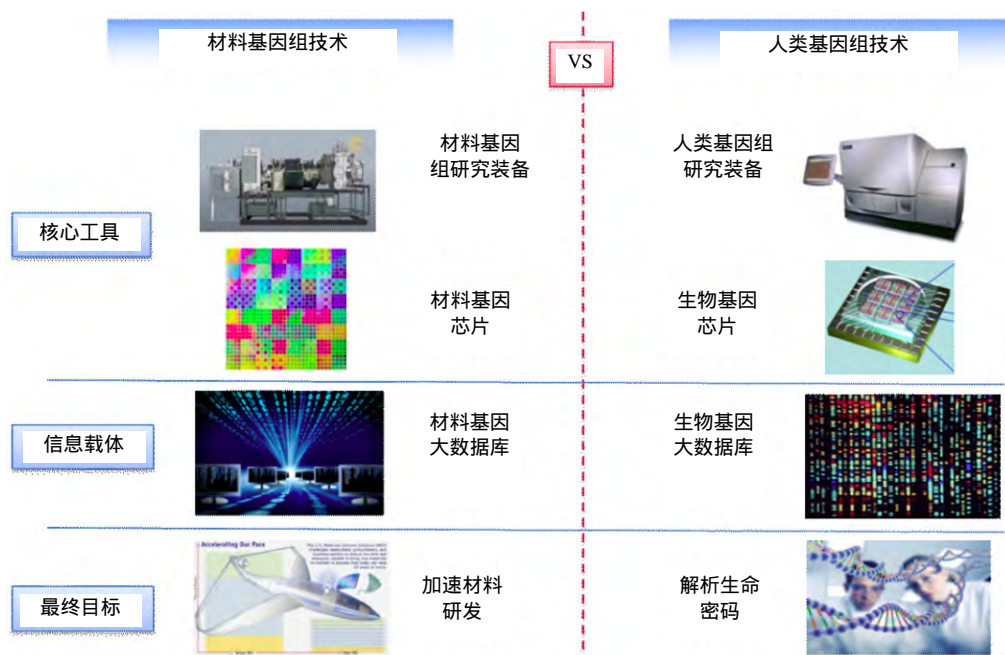 材料基因组技术
VS
人类基因组技术
材料基因
组研究装备
人类基因组
研究装备
核心工具
材料基因
芯片
生物基因
芯片
信息载体
材料基因
大数据库
生物基因
大数据库
Accelerating Our Pace
最终目标
加速材料
研发
解析生命
密码